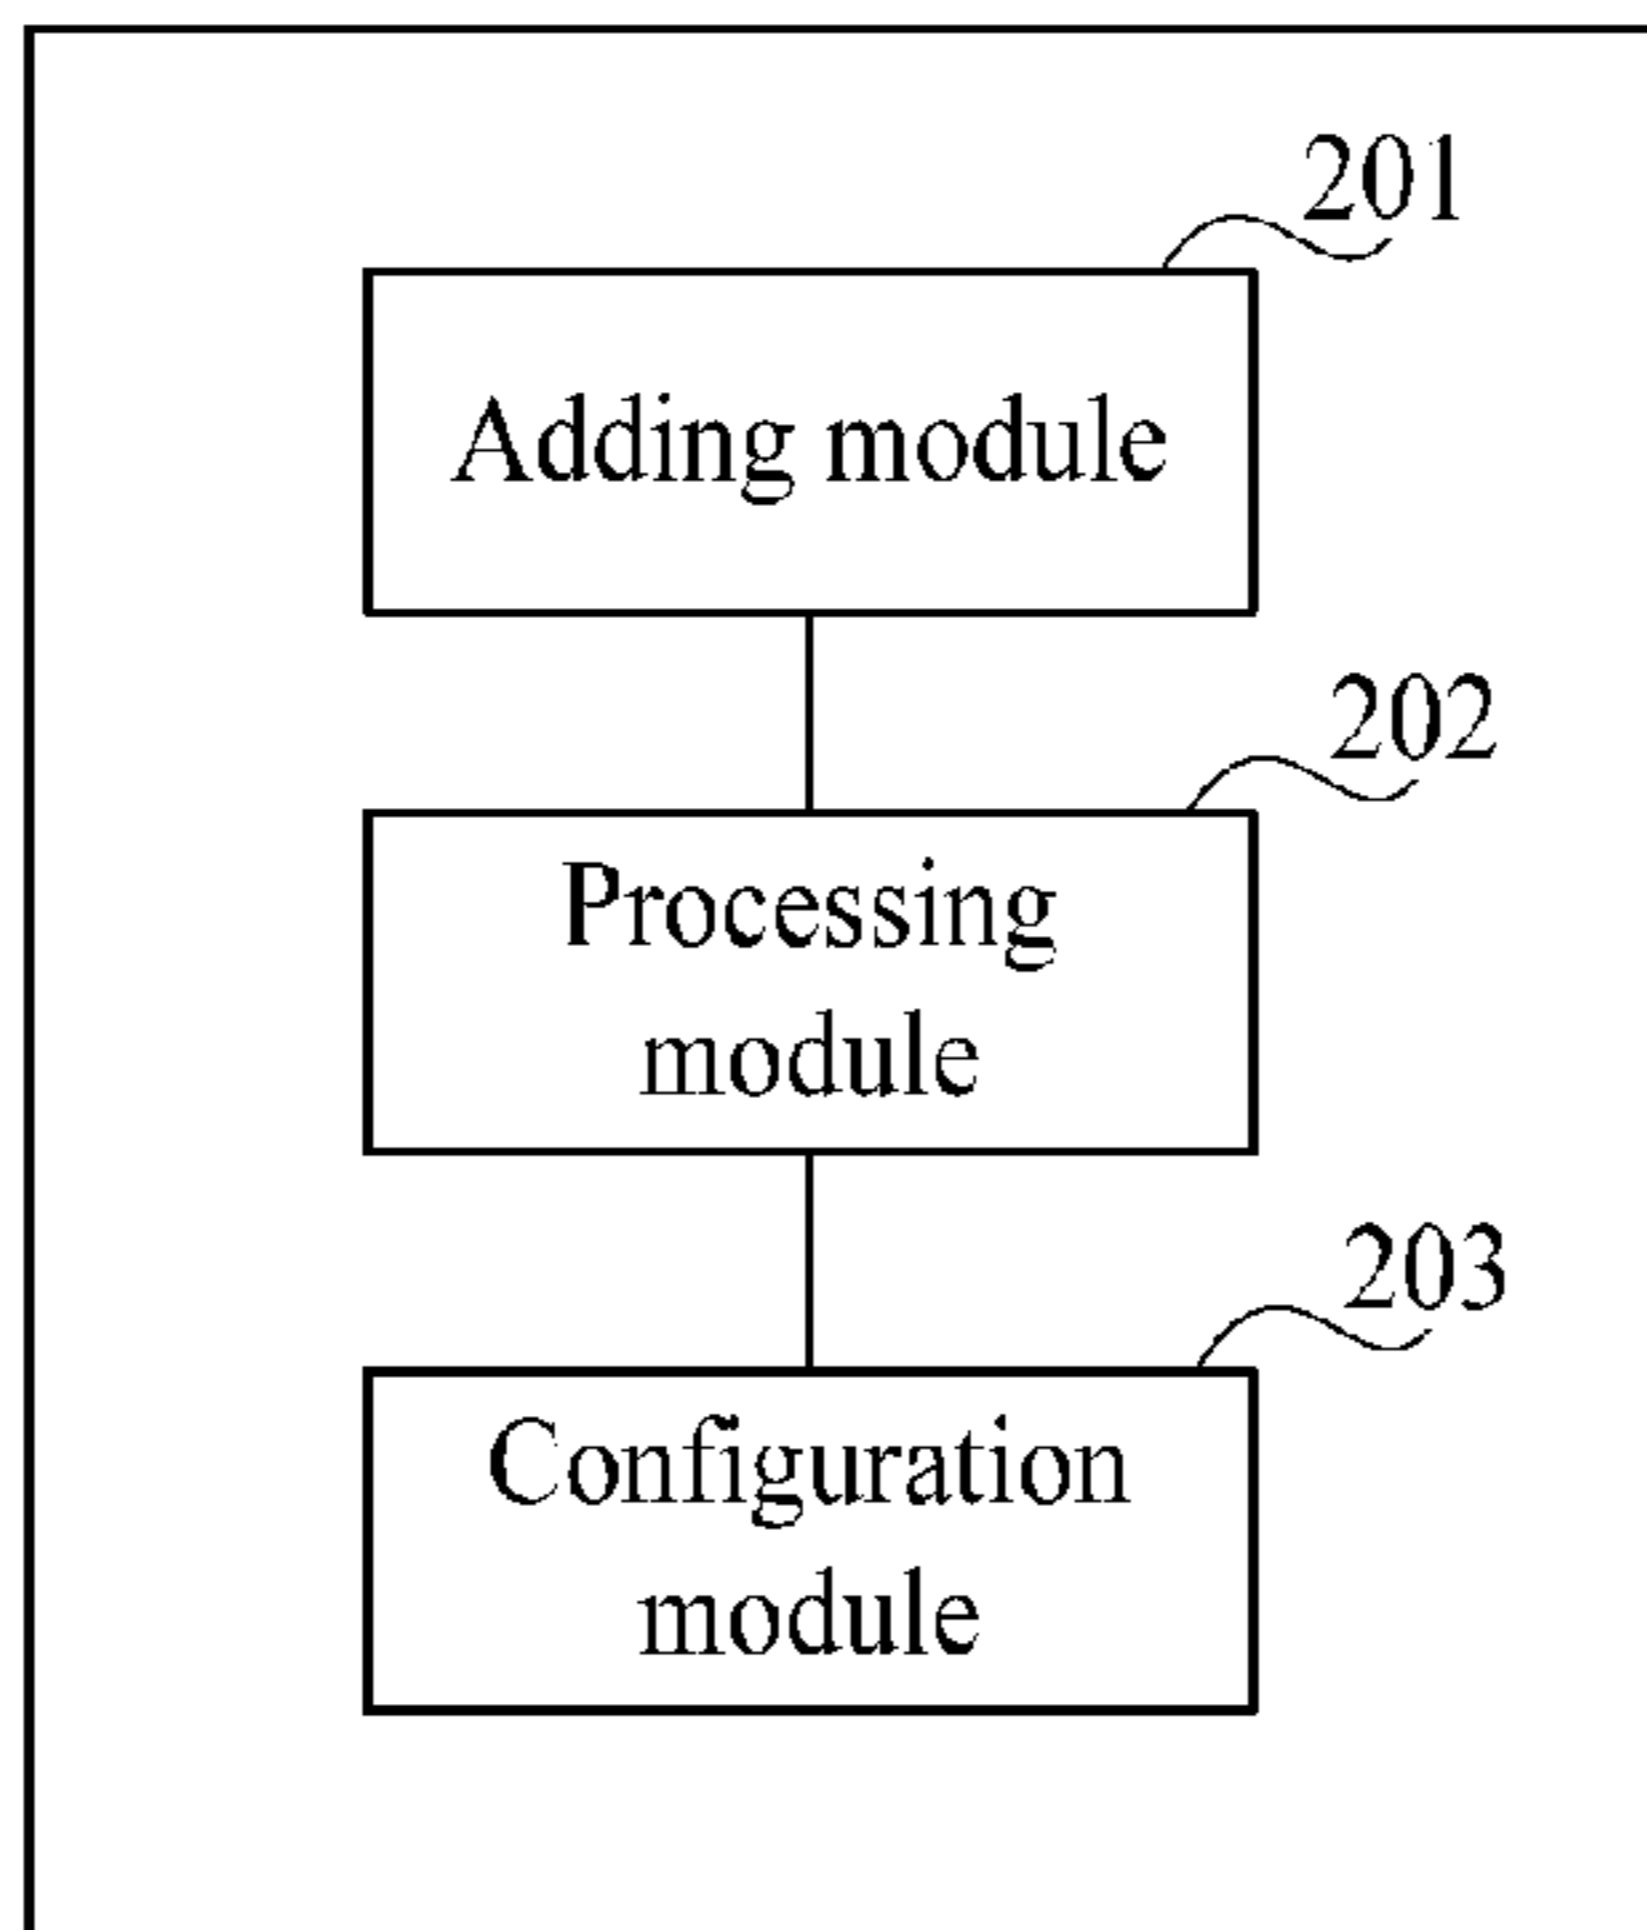 201
Adding module
202
Processing
module
203
Configuration
module